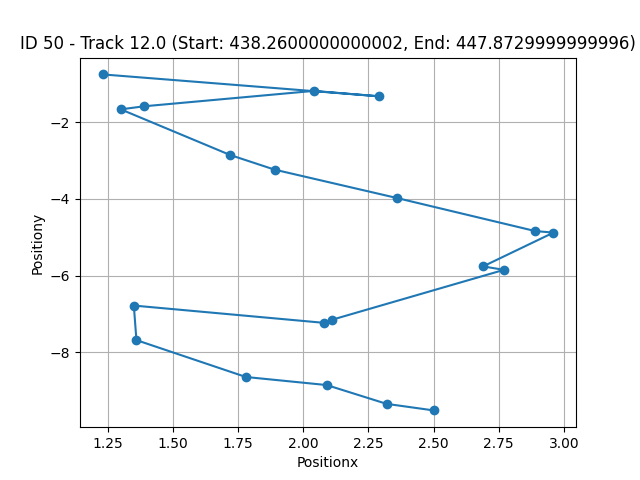 ID 50 - Track 12.0 (Start: 438.2600000000002, End: 447.8729999999996)
−2
−4
−6
−8
Positiony
1.25 1.50 1.75 2.00 2.25 2.50 2.75 3.00
Positionx